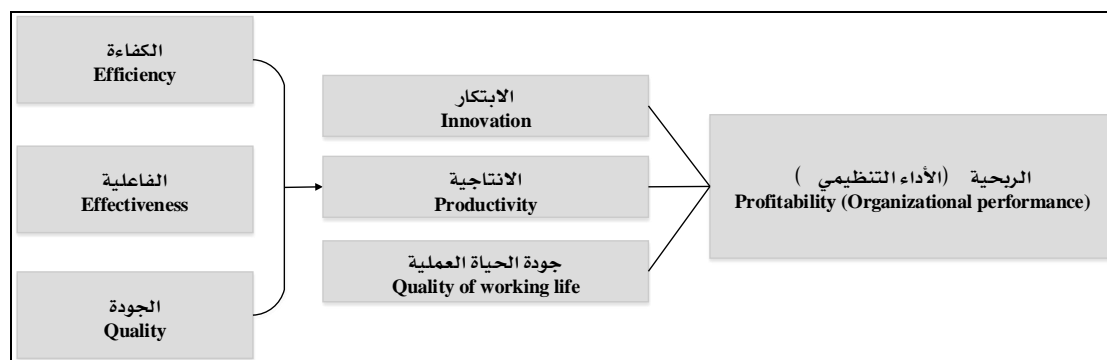 الكفاءة
Efficiency
الفاعلية
Effectiveness
الجودة
Quality
الابتكار
Innovation
الانتاجية
Productivity
جودة الحياة العملية
Quality of working life
الربحية (الأداء التنظيمي )
Profitability (Organizational performance)